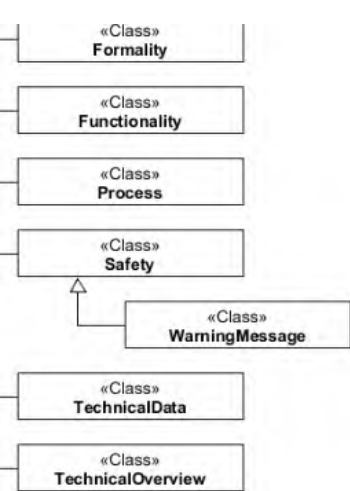 «Class»
Formality
«Class»
Functionality
«Class»
Process
«Class»
Safety
«Class»
WarningMessage
«Class»
TechnicalData
«Class»
TechnicalOverview